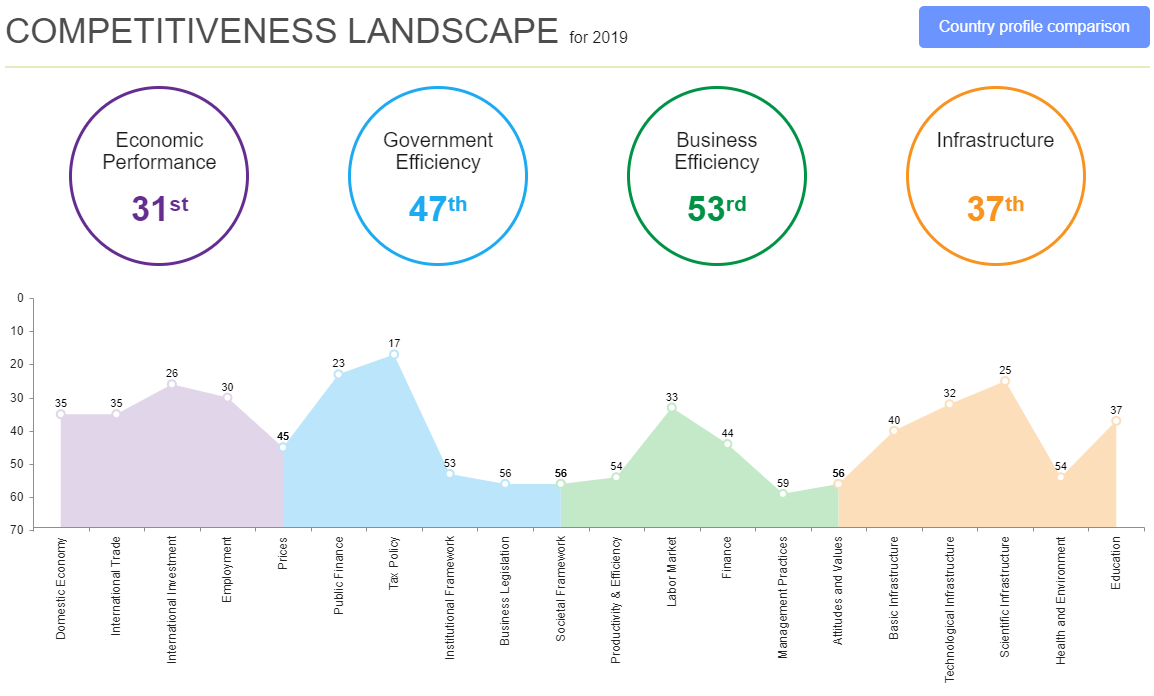 COMPETITIVENESS LANDSCAPE for 2019
Country profile comparison
Economic
Performance
31st
Government
Efficiency
47th
Business
Efficiency
53rd
Infrastructure
37th
0
10
20
30
40
50
60
70
35
35
26
30
45
23
17
53
56
56
54
33
44
59
56
40
32
25
54
37
Domestic Economy
International Trade
International Investment
Employment
Prices
Public Finance
Tax Policy
Institutional Framework
Business Legislation
Societal Framework
Productivity & Efficiency
Labor Market
Finance
Management Practices
Attitudes and Values
Basic Infrastructure
Technological Infrastructure
Scientific Infrastructure
Health and Environment
Education